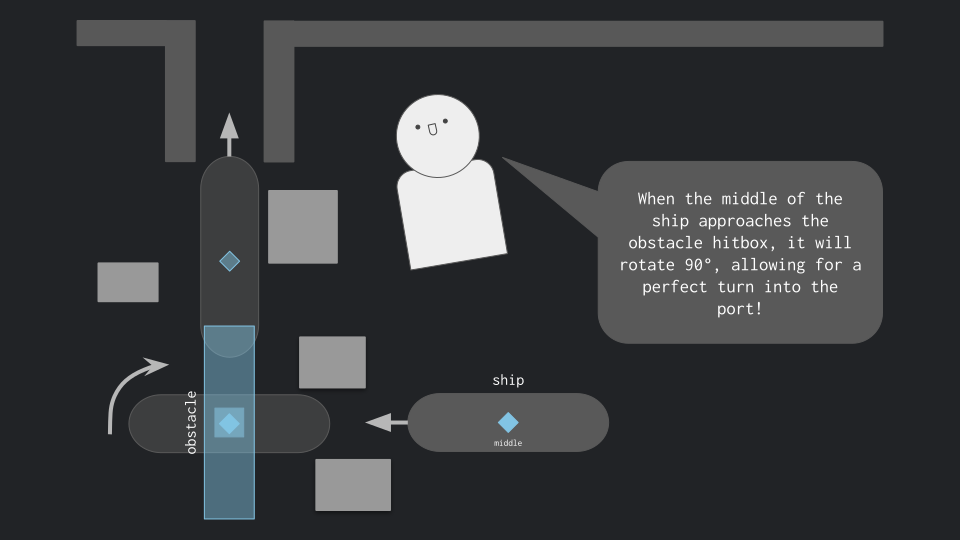 When the middle of the
ship approaches the
obstacle hitbox, it will
rotate 90°, allowing for a
perfect turn into the
port!
ship
obstacle
middle